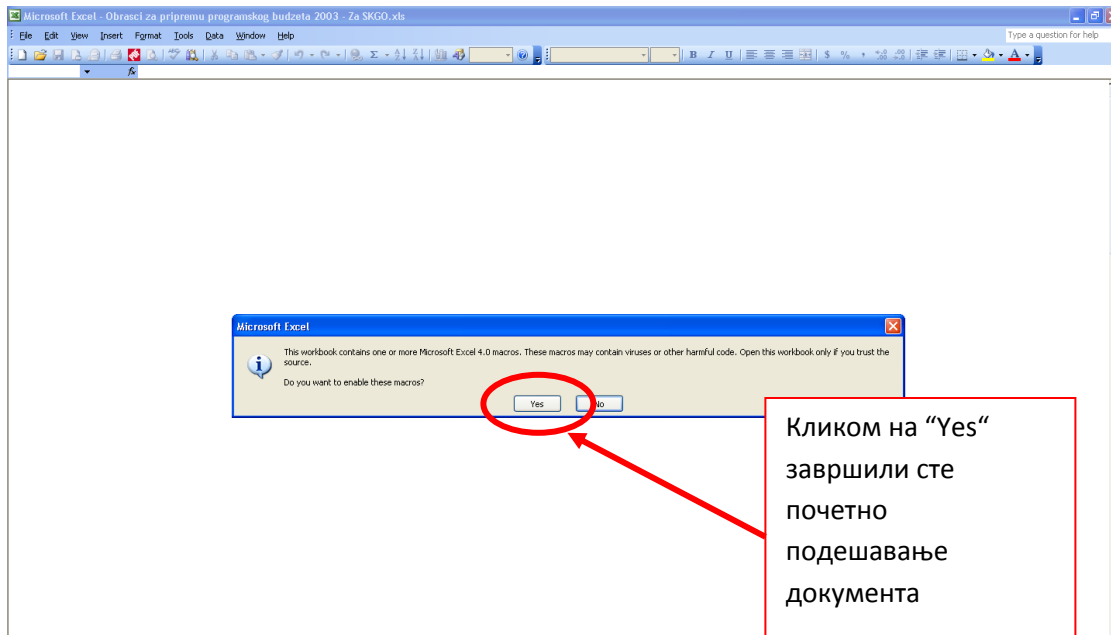 Microsoft Excel - Obrasci za pripremu programskog budzeta 2003 - Za SKGO.xls
File Edit View Insert Format Tools Data Window Help
Type a question for help
Microsoft Excel
This workbook contains one or more Microsoft Excel 4.0 macros. These macros may contain viruses or other harmful code. Open this workbook only if you trust the
source.
Do you want to enable these macros?
Yes No
Кликом на “Yes“
завршили сте
почетно
подешавање
документа